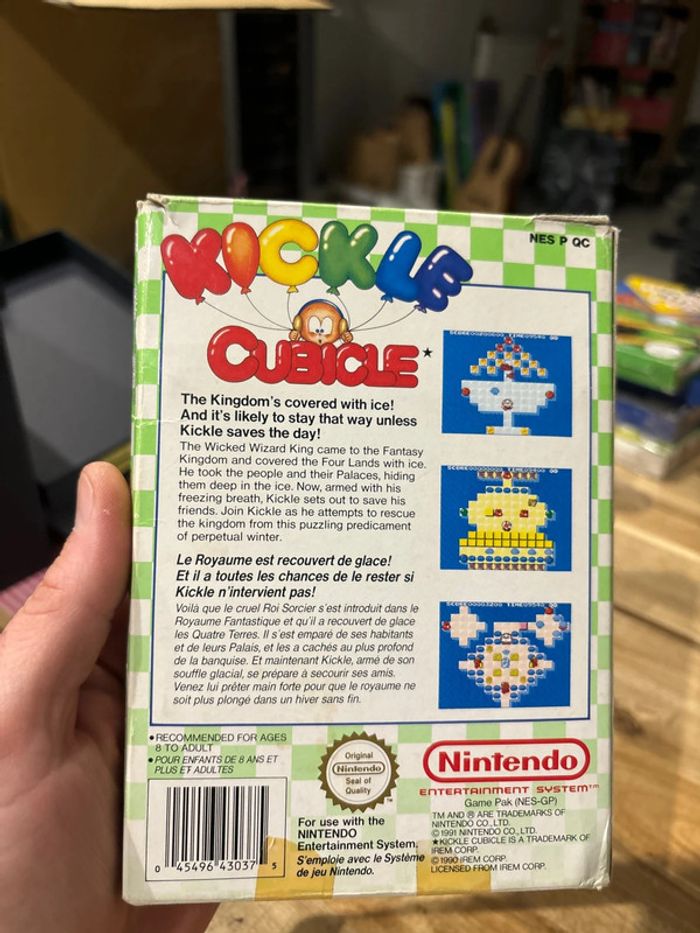 NES P QC
KICKLE
CUBICLE*
The Kingdom's covered with ice!
And it's likely to stay that way unless
Kickle saves the day!
The Wicked Wizard King came to the Fantasy
Kingdom and covered the Four Lands with ice.
He took the people and their Palaces, hiding
them deep in the ice. Now, armed with his
freezing breath, Kickle sets out to save his
friends. Join Kickle as he attempts to rescue
the kingdom from this puzzling predicament
of perpetual winter.
Le Royaume est recouvert de glace!
Et il a toutes les chances de le rester si
Kickle n'intervient pas!
Voilà que le cruel Roi Sorcier s'est introduit dans le
Royaume Fantastique et qu'il a recouvert de glace
les Quatre Terres. Il s'est emparé de ses habitants
et de leurs Palais, et les a cachés au plus profond
de la banquise. Et maintenant Kickle, armé de son
souffle glacial, se prépare à secourir ses amis.
Venez lui prêter main forte pour que le royaume ne
soit plus plongé dans un hiver sans fin.
• RECOMMENDED FOR AGES
8 TO ADULT
• POUR ENFANTS DE 8 ANS ET
PLUS ET ADULTES
0 45496 43037 5
Original
Nintendo
Seal of
Quality
TM
For use with the
NINTENDO
Entertainment System.
S'emploie avec le Système
de jeu Nintendo.
Nintendo
ENTERTAINMENT SYSTEM™
Game Pak (NES-GP)
TM AND ® ARE TRADEMARKS OF
NINTENDO CO., LTD.
© 1991 NINTENDO CO., LTD.
★KICKLE CUBICLE IS A TRADEMARK OF
IREM CORP.
© 1990 IREM CORP.
LICENSED FROM IREM CORP.